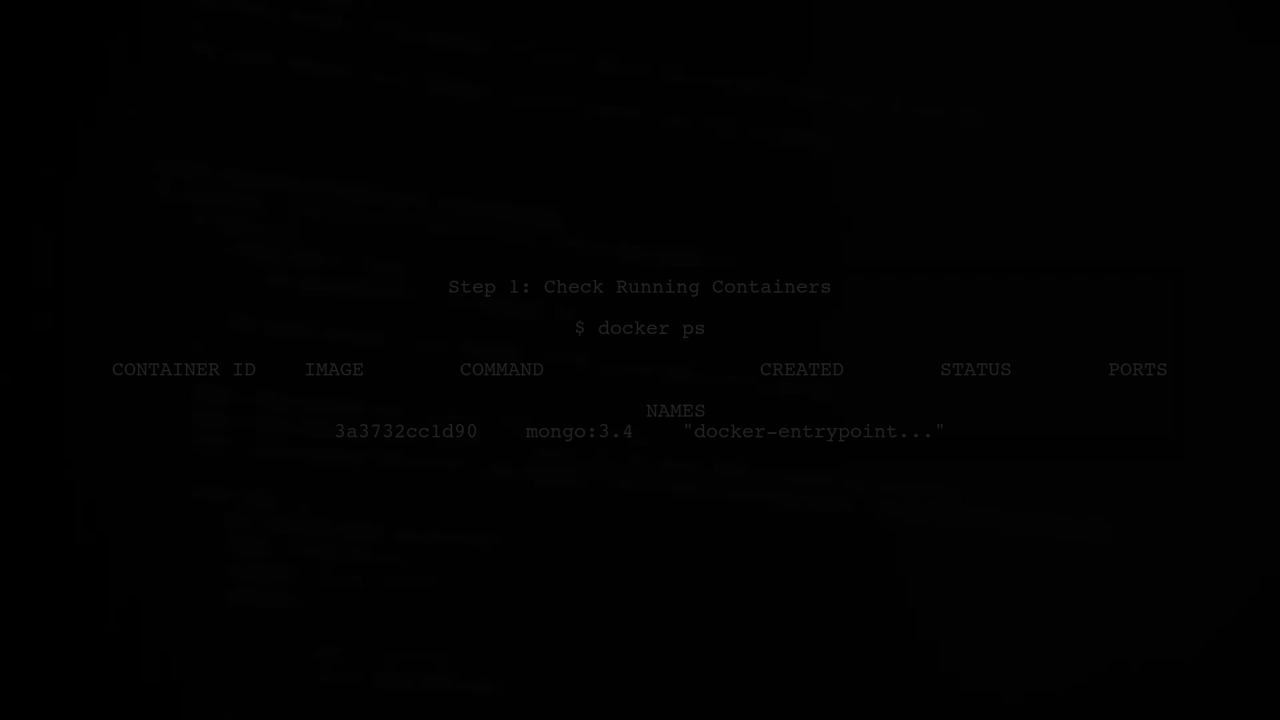 Step 1: Check Running Containers
$ docker ps
CONTAINER ID    IMAGE        COMMAND                  CREATED        STATUS        PORTS
NAMES
3a3732cc1d90    mongo:3.4    "docker-entrypoint..."